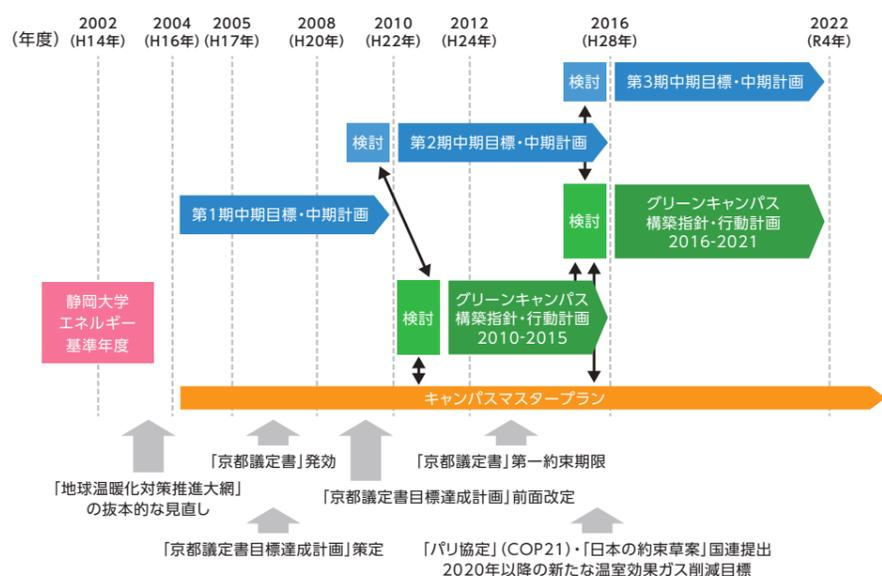 (年度)
2002
(H14年)
2004
(H16年)
2005
(H17年)
2008
(H20年)
2010
(H22年)
2012
(H24年)
2016
(H28年)
2022
(R4年)
検討
第3期中期目標・中期計画
検討
第2期中期目標・中期計画
第1期中期目標・中期計画
検討
グリーンキャンパス
構築指針・行動計画
2016-2021
静岡大学
エネルギー
基準年度
検討
グリーンキャンパス
構築指針・行動計画
2010-2015
キャンパスマスタープラン
「京都議定書」発効
「京都議定書」第一約束期限
「地球温暖化対策推進大網」
の抜本的な見直し
「京都議定書目標達成計画」前面改定
「京都議定書目標達成計画」策定
「パリ協定」(COP21)・「日本の約束草案」国連提出
2020年以降の新たな温室効果ガス削減目標